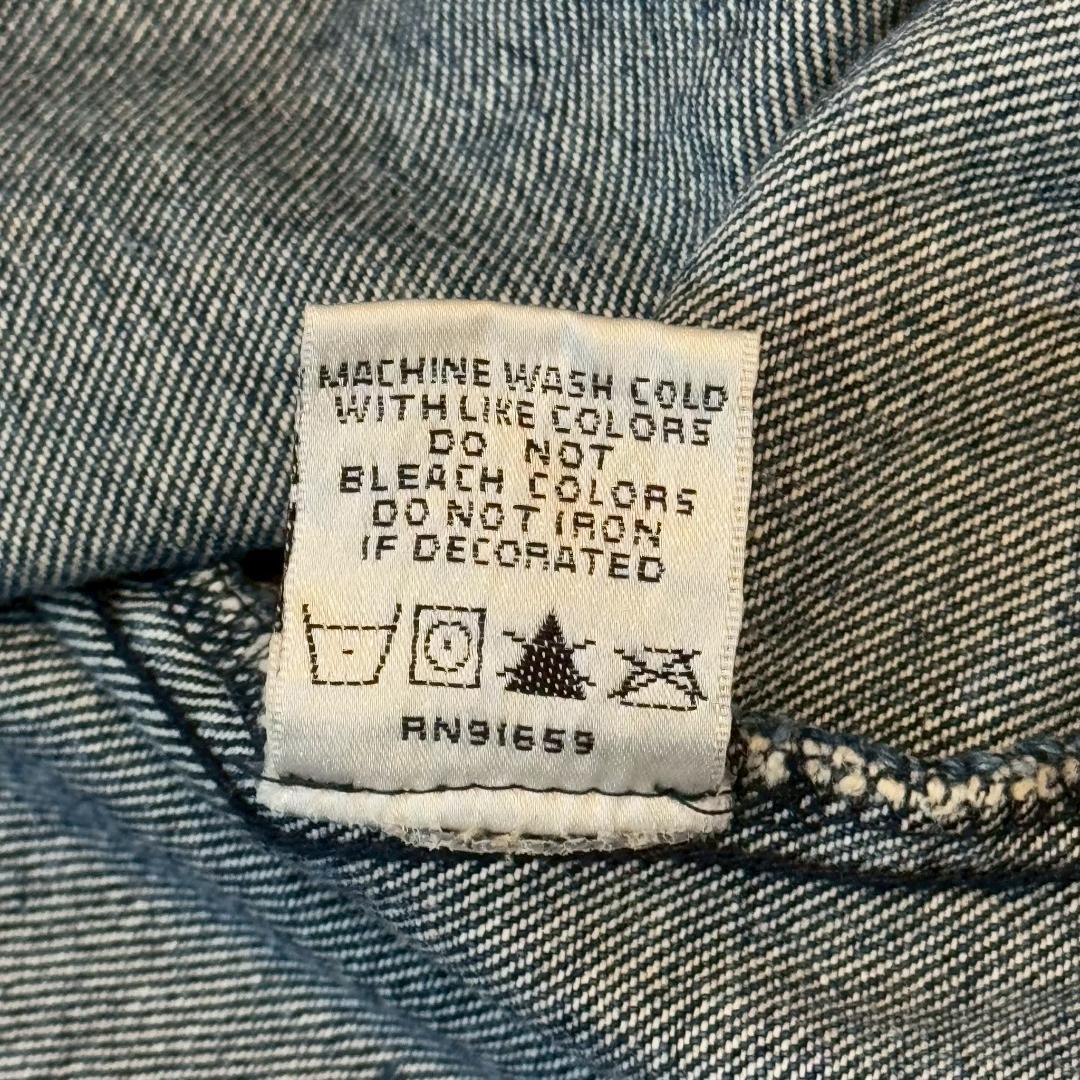 MACHINE WASH COLD
WITH LIKE COLORS
DO NOT
BLEACH COLORS
DO NOT IRON
IF DECORATED
RN91659